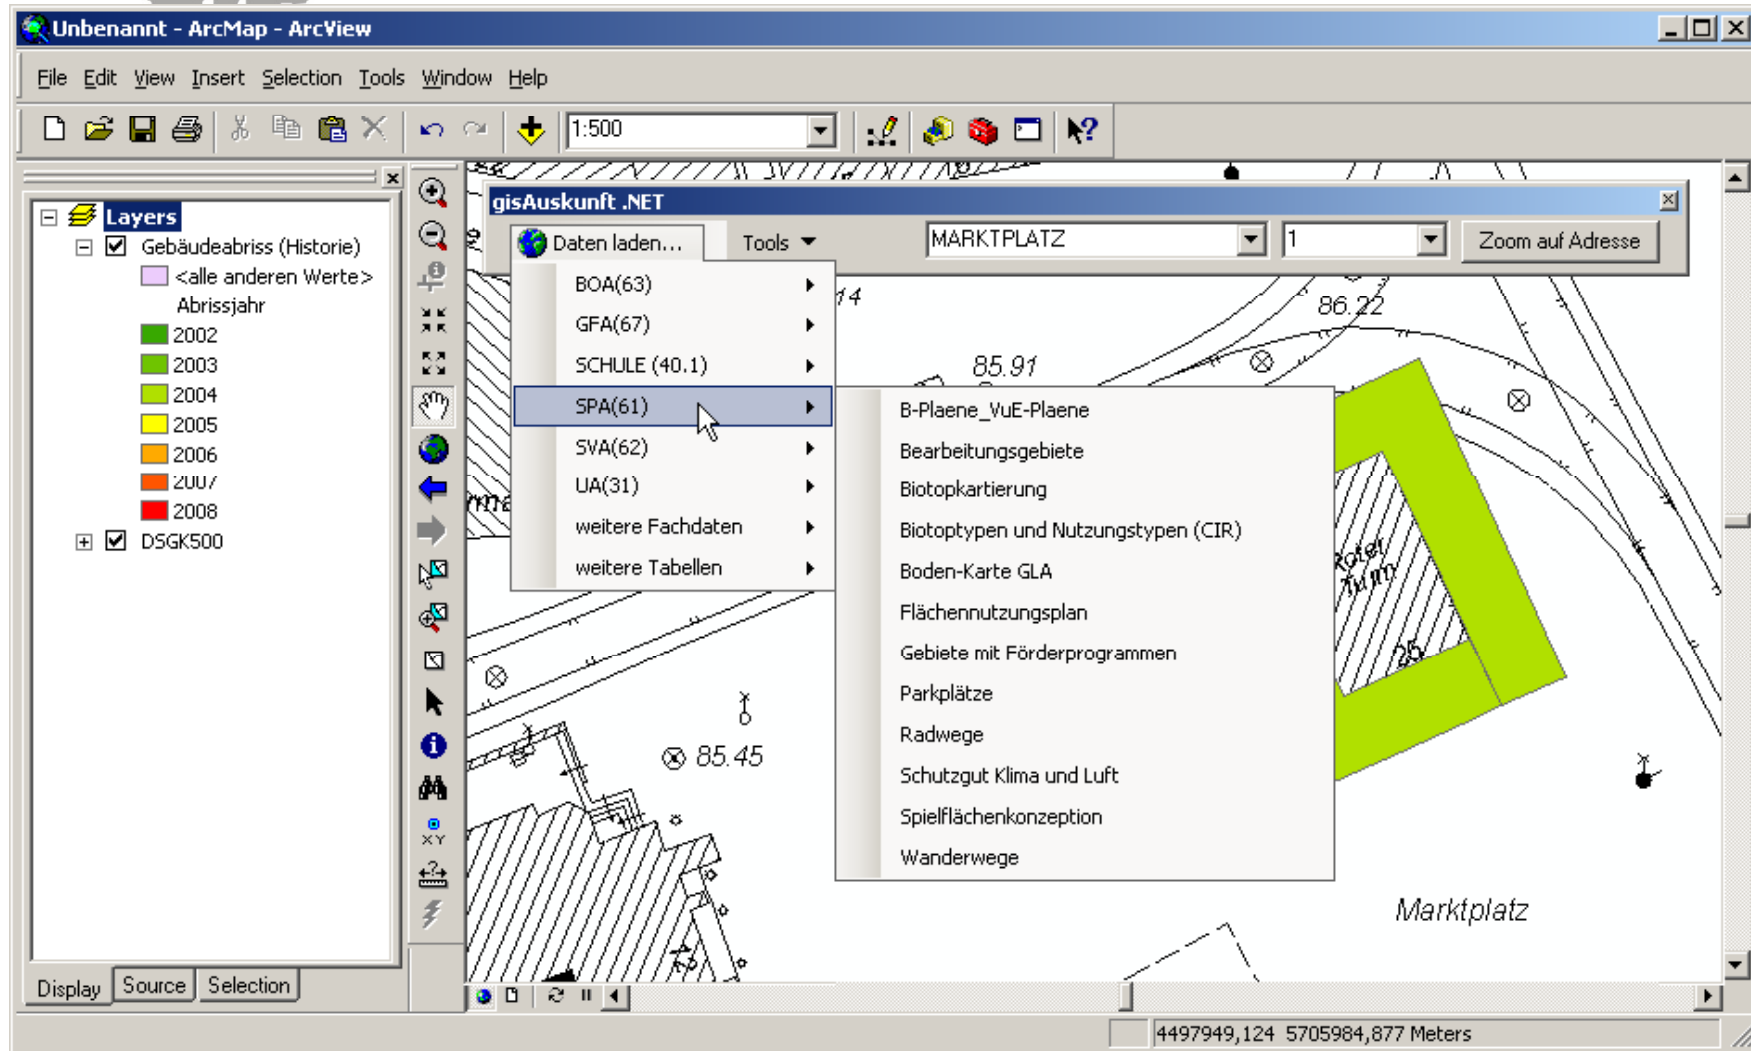 Unbenannt - ArcMap - ArcView
File Edit View Insert Selection Tools Window Help
1:500
Layers
Gebäudeabriss (Historie)
<alle anderen Werte>
Abrissjahr
2002
2003
2004
2005
2006
2007
2008
DSGK500
Display Source Selection
gisAuskunft .NET
Daten laden... Tools MARKTPLATZ 1 Zoom auf Adresse
BOA(63)
GFA(67)
SCHULE (40.1)
SPA(61)
SVA(62)
UA(31)
weitere Fachdaten
weitere Tabellen
B-Plaene_VuE-Plaene
Bearbeitungsgebiete
Biotopkartierung
Biotoptypen und Nutzungstypen (CIR)
Boden-Karte GLA
Flächennutzungsplan
Gebiete mit Förderprogrammen
Parkplätze
Radwege
Schutzgut Klima und Luft
Spielflächenkonzeption
Wanderwege
14
86.22
85.91
Roter
Turm
25
85.45
Marktplatz
XY
4497949,124 5705984,877 Meters